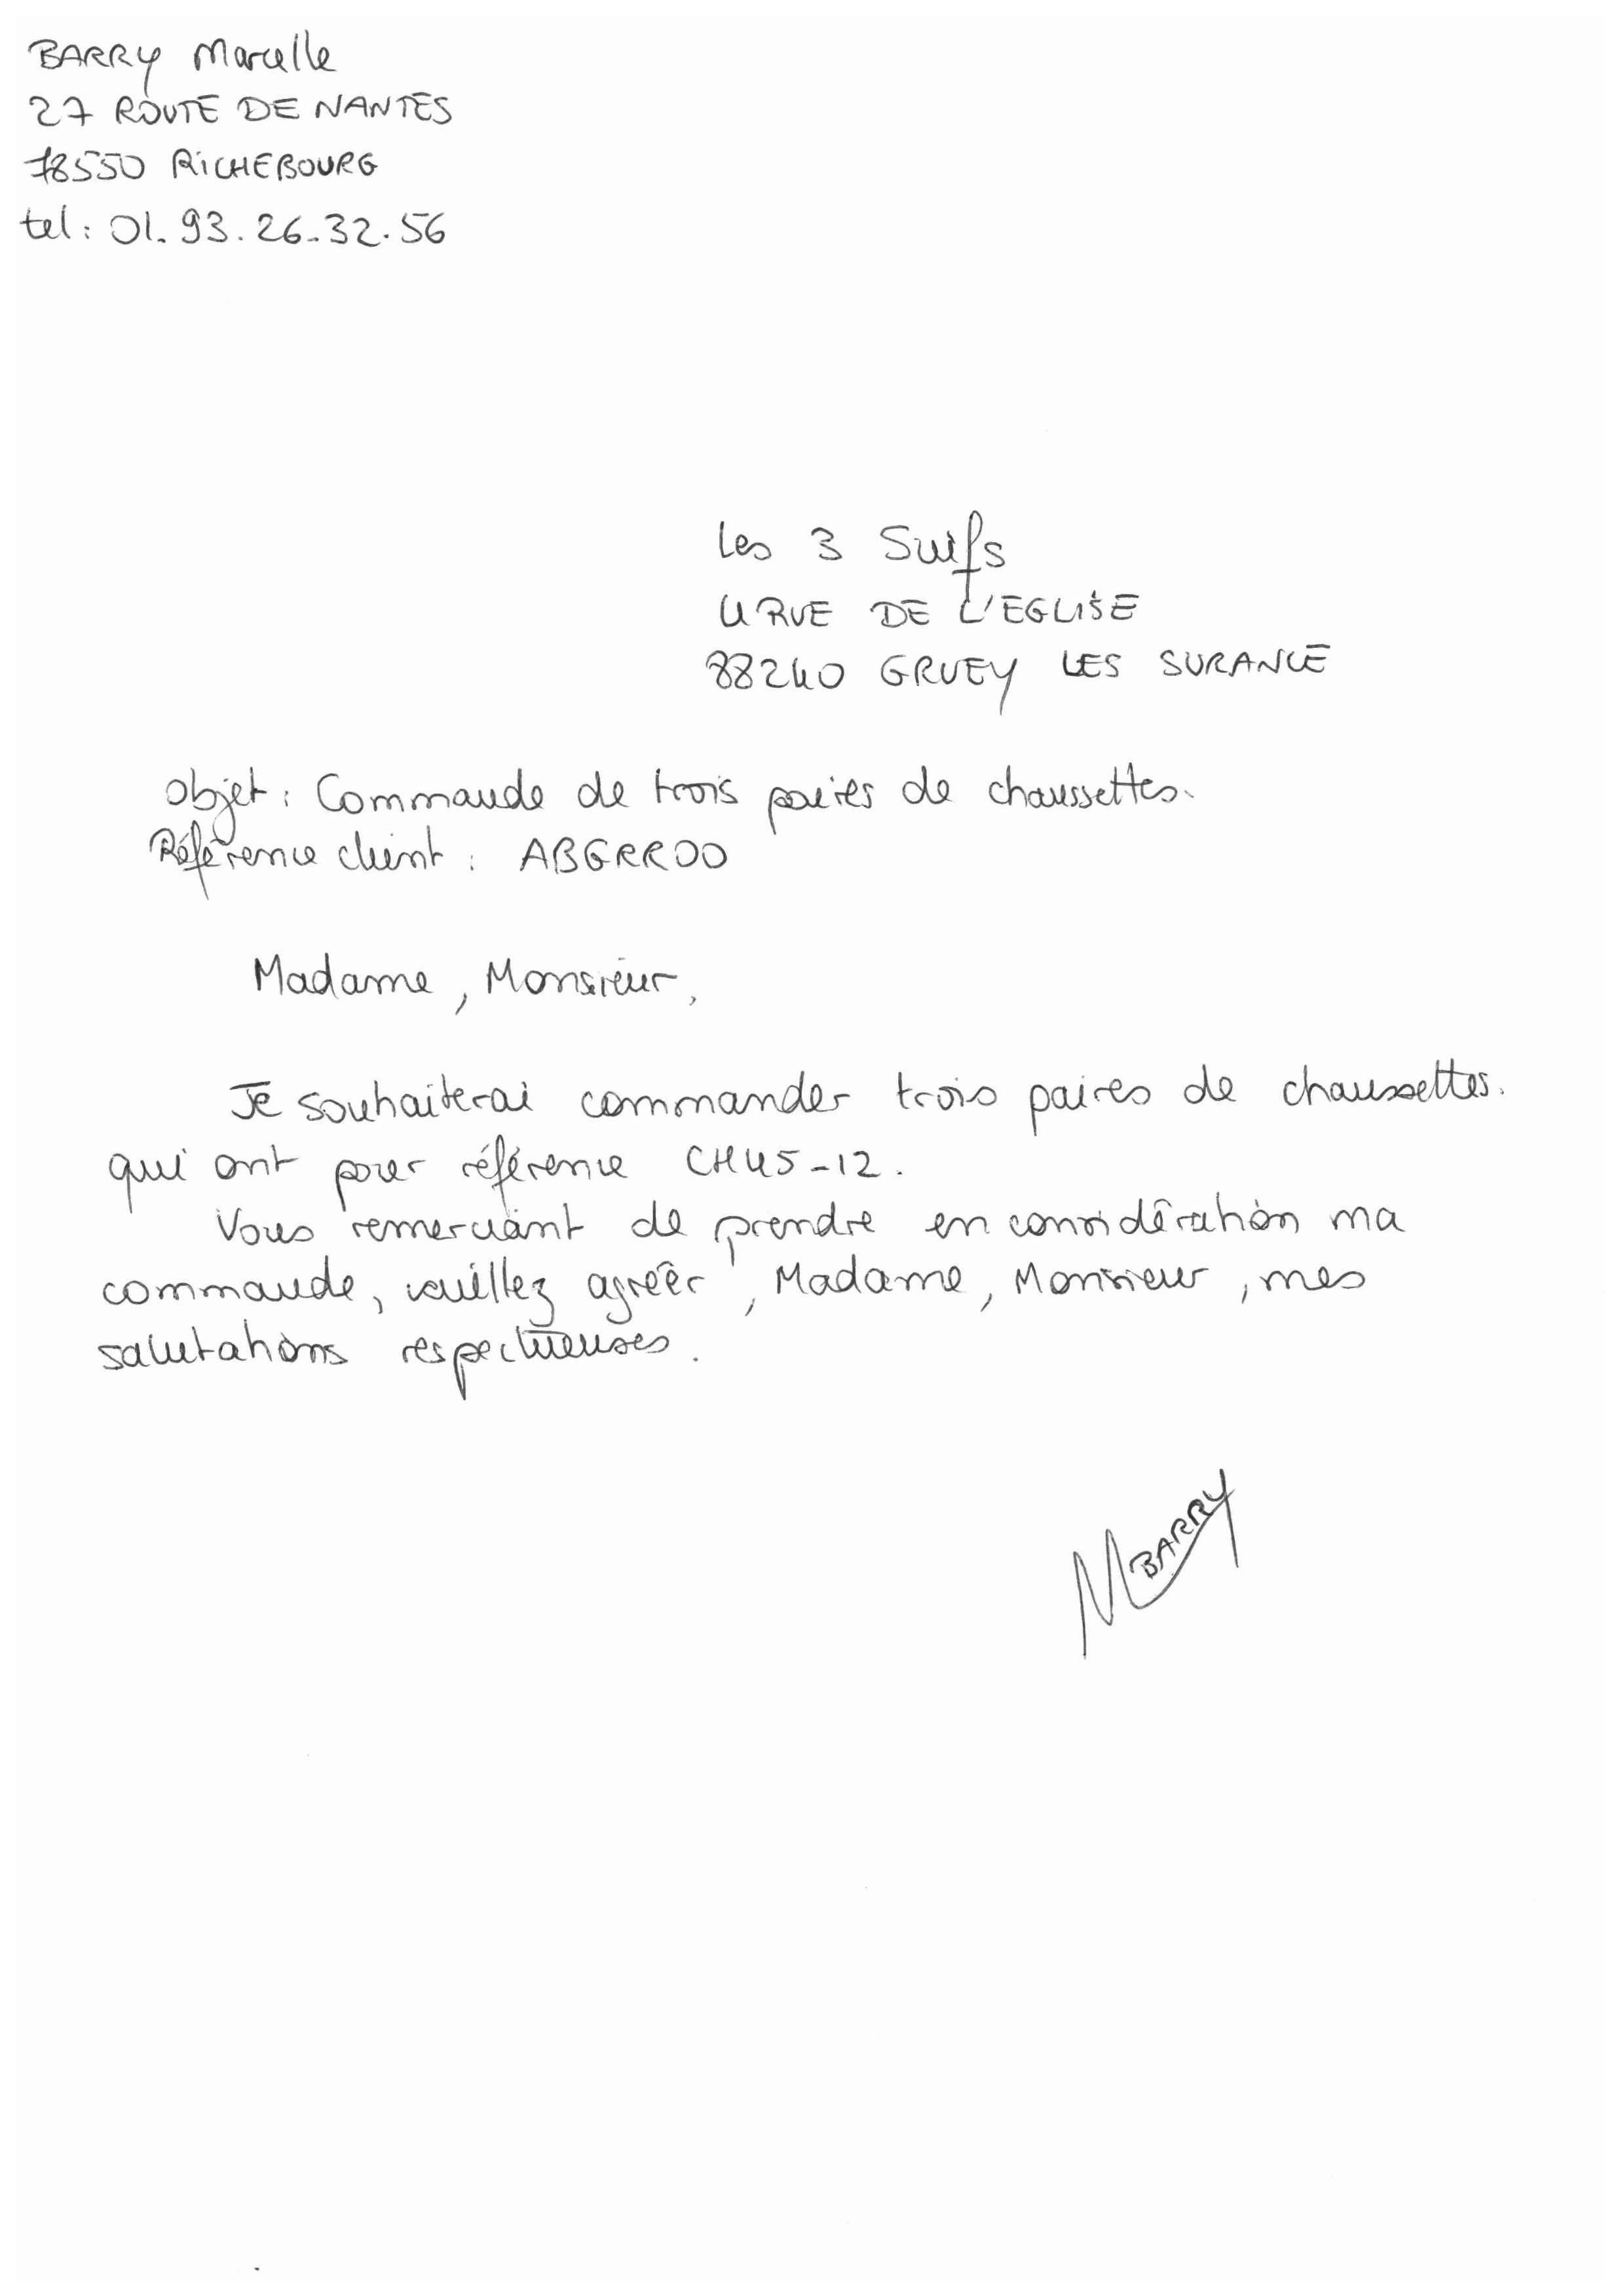 BARRY Marcelle
27 ROUTE DE NANTES
78550 RICHEBOURG
tel : 01.93.26.32.56
Les 3 Suifs
4 RUE DE L'EGLISE
88240 GRUEY LES SURANCE
Objet : Commande de trois paires de chaussettes.
Référence client : ABGRROO
Madame, Monsieur,
Je souhaiterai commander trois paires de chaussettes.
qui ont pour référence CH45-12.
Vous remerciant de prendre en considération ma
commande, veuillez agréer, Madame, Monsieur, mes
salutations respectueuses.
MBARRY